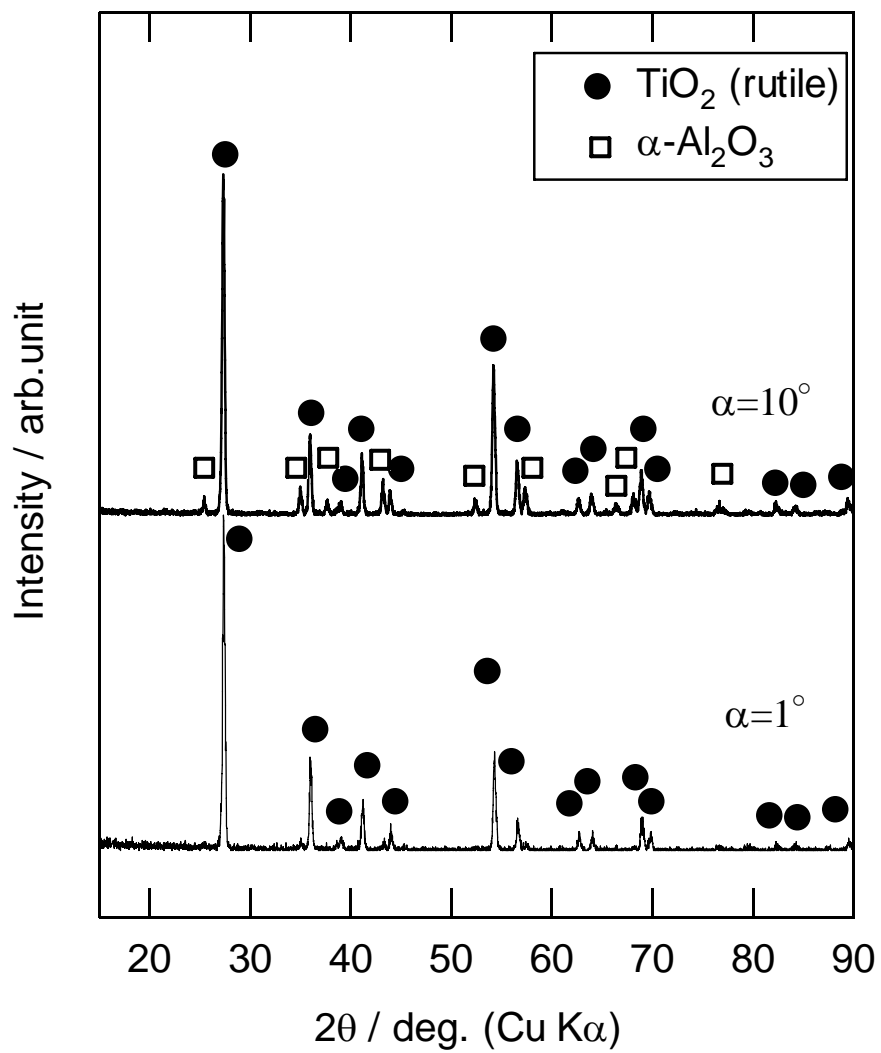 ● TiO₂ (rutile)
□ α-Al₂O₃
α=10°
α=1°
Intensity / arb.unit
20 30 40 50 60 70 80 90
2θ / deg. (Cu Kα)